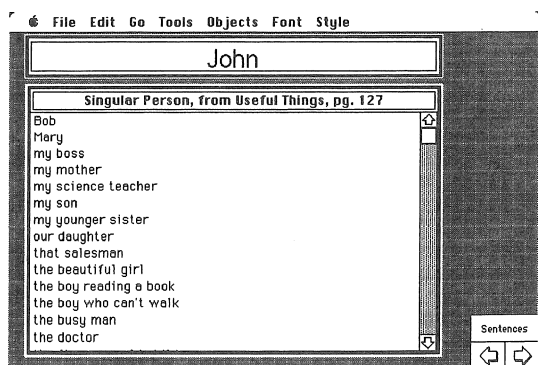 File Edit Go Tools Objects Font Style
John
Singular Person, from Useful Things, pg. 127
Bob
Mary
my boss
my mother
my science teacher
my son
my younger sister
our daughter
that salesman
the beautiful girl
the boy reading a book
the boy who can't walk
the busy man
the doctor
Sentences